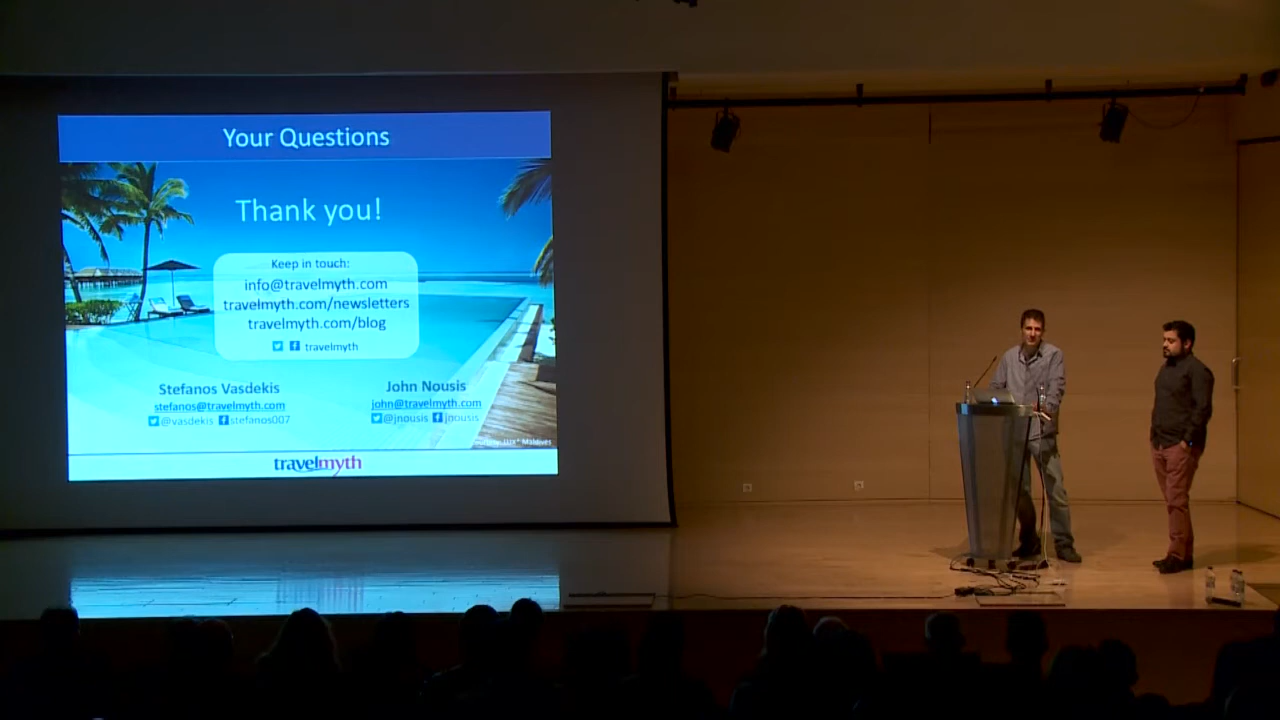 Your Questions
Thank you!
Keep in touch:
info@travelmyth.com
travelmyth.com/newsletters
travelmyth.com/blog
travelmyth
Stefanos Vasdekis
stefanos@travelmyth.com
@vasdekis stefanos007
John Nousis
john@travelmyth.com
@jnousis jnousis
Maldives
travelmyth